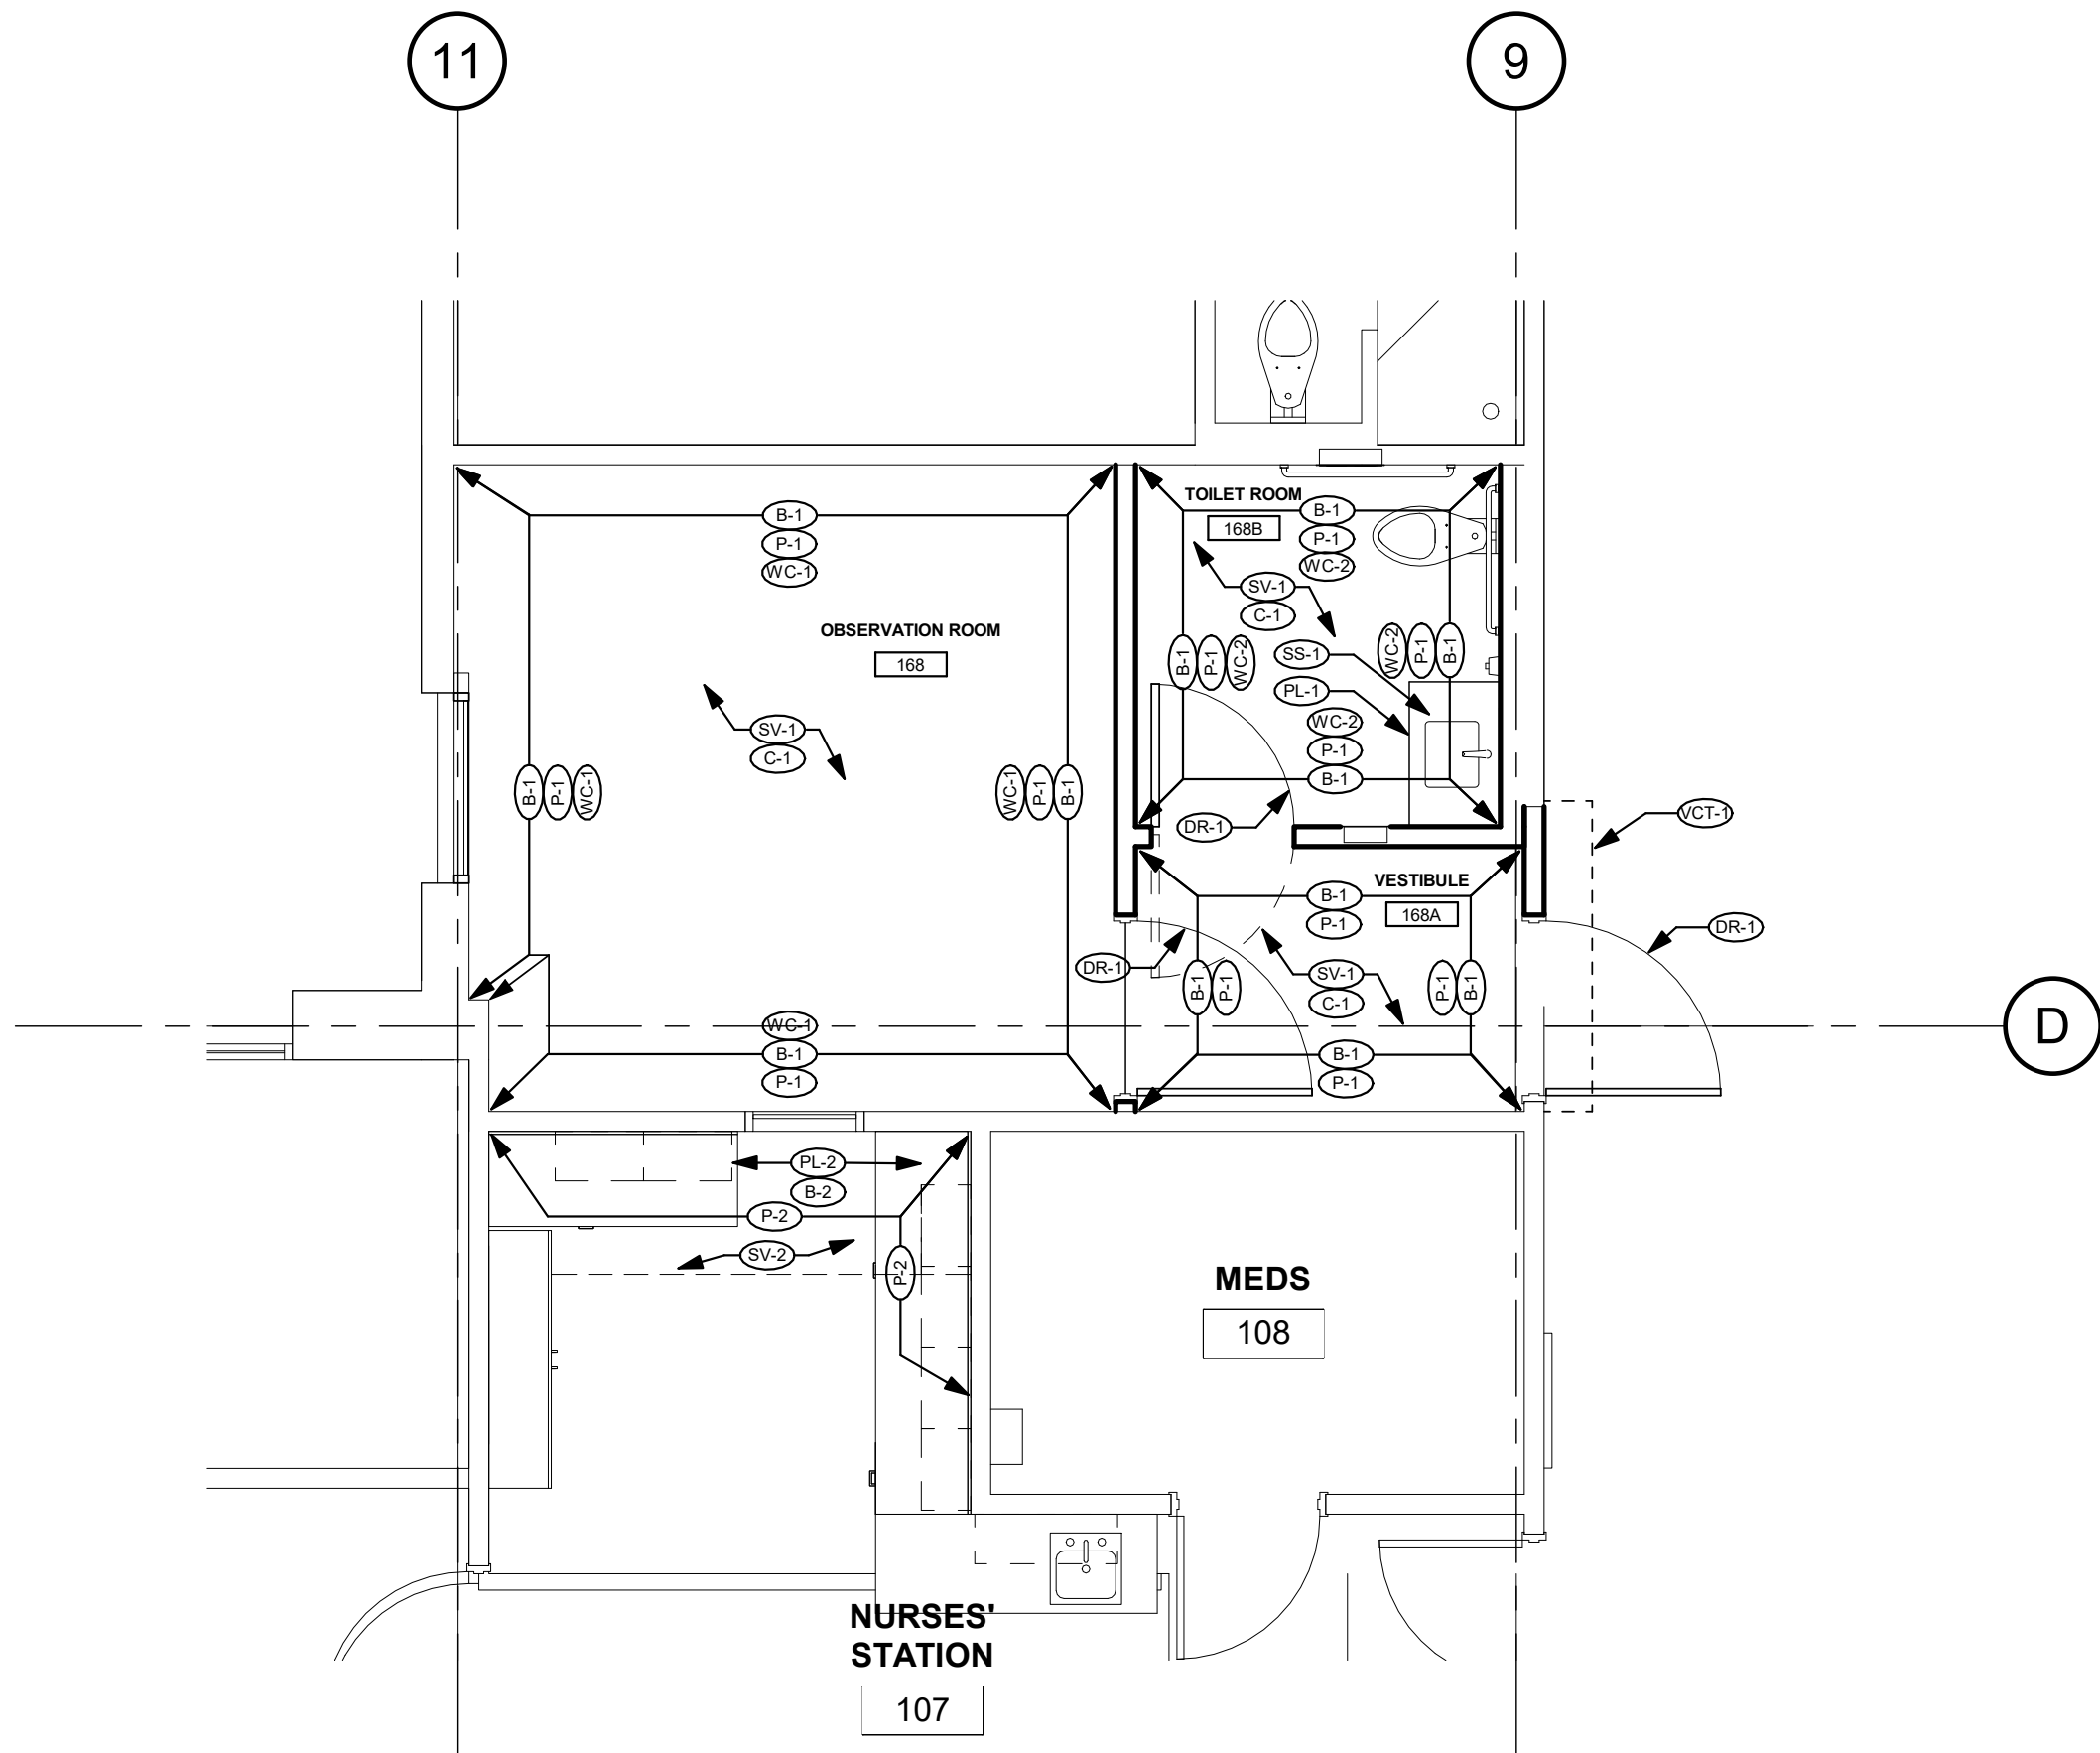 11
9
TOILET ROOM
168B
B-1
P-1
WC-2
B-1
P-1
WC-1
SV-1
C-1
OBSERVATION ROOM
168
B-1
P-1
WC-2
WC-2
P-1
B-1
SS-1
PL-1
WC-2
P-1
B-1
SV-1
C-1
B-1
P-1
WC-1
WC-1
P-1
B-1
DR-1
VCT-1
VESTIBULE
168A
B-1
P-1
DR-1
DR-1
B-1
P-1
SV-1
C-1
P-1
B-1
D
WC-1
B-1
P-1
B-1
P-1
PL-2
B-2
P-2
SV-2
P-2
MEDS
108
NURSES'
STATION
107